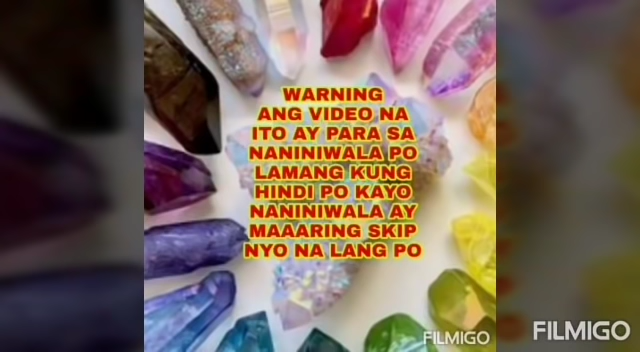 WARNING
ANG VIDEO NA
ITO AY PARA SA
NANINIWALA PO
LAMANG KUNG
HINDI PO KAYO
NANINIWALA AY
MAAARING SKIP
NYO NA LANG PO
FILMIGO
FILMIGO